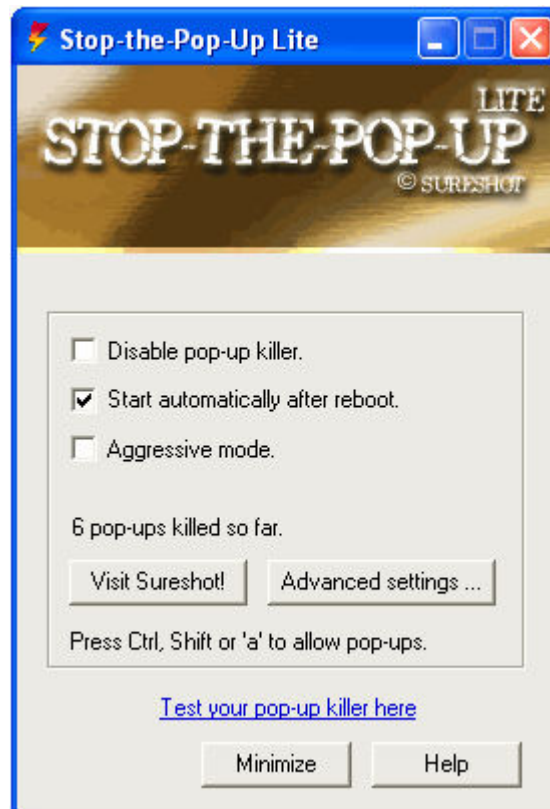 Stop-the-Pop-Up Lite
LITE
STOP-THE-POP-UP
© SURESHOT
Disable pop-up killer.
Start automatically after reboot.
Aggressive mode.
6 pop-ups killed so far.
Visit Sureshot! Advanced settings ...
Press Ctrl, Shift or 'a' to allow pop-ups.
Test your pop-up killer here
Minimize Help